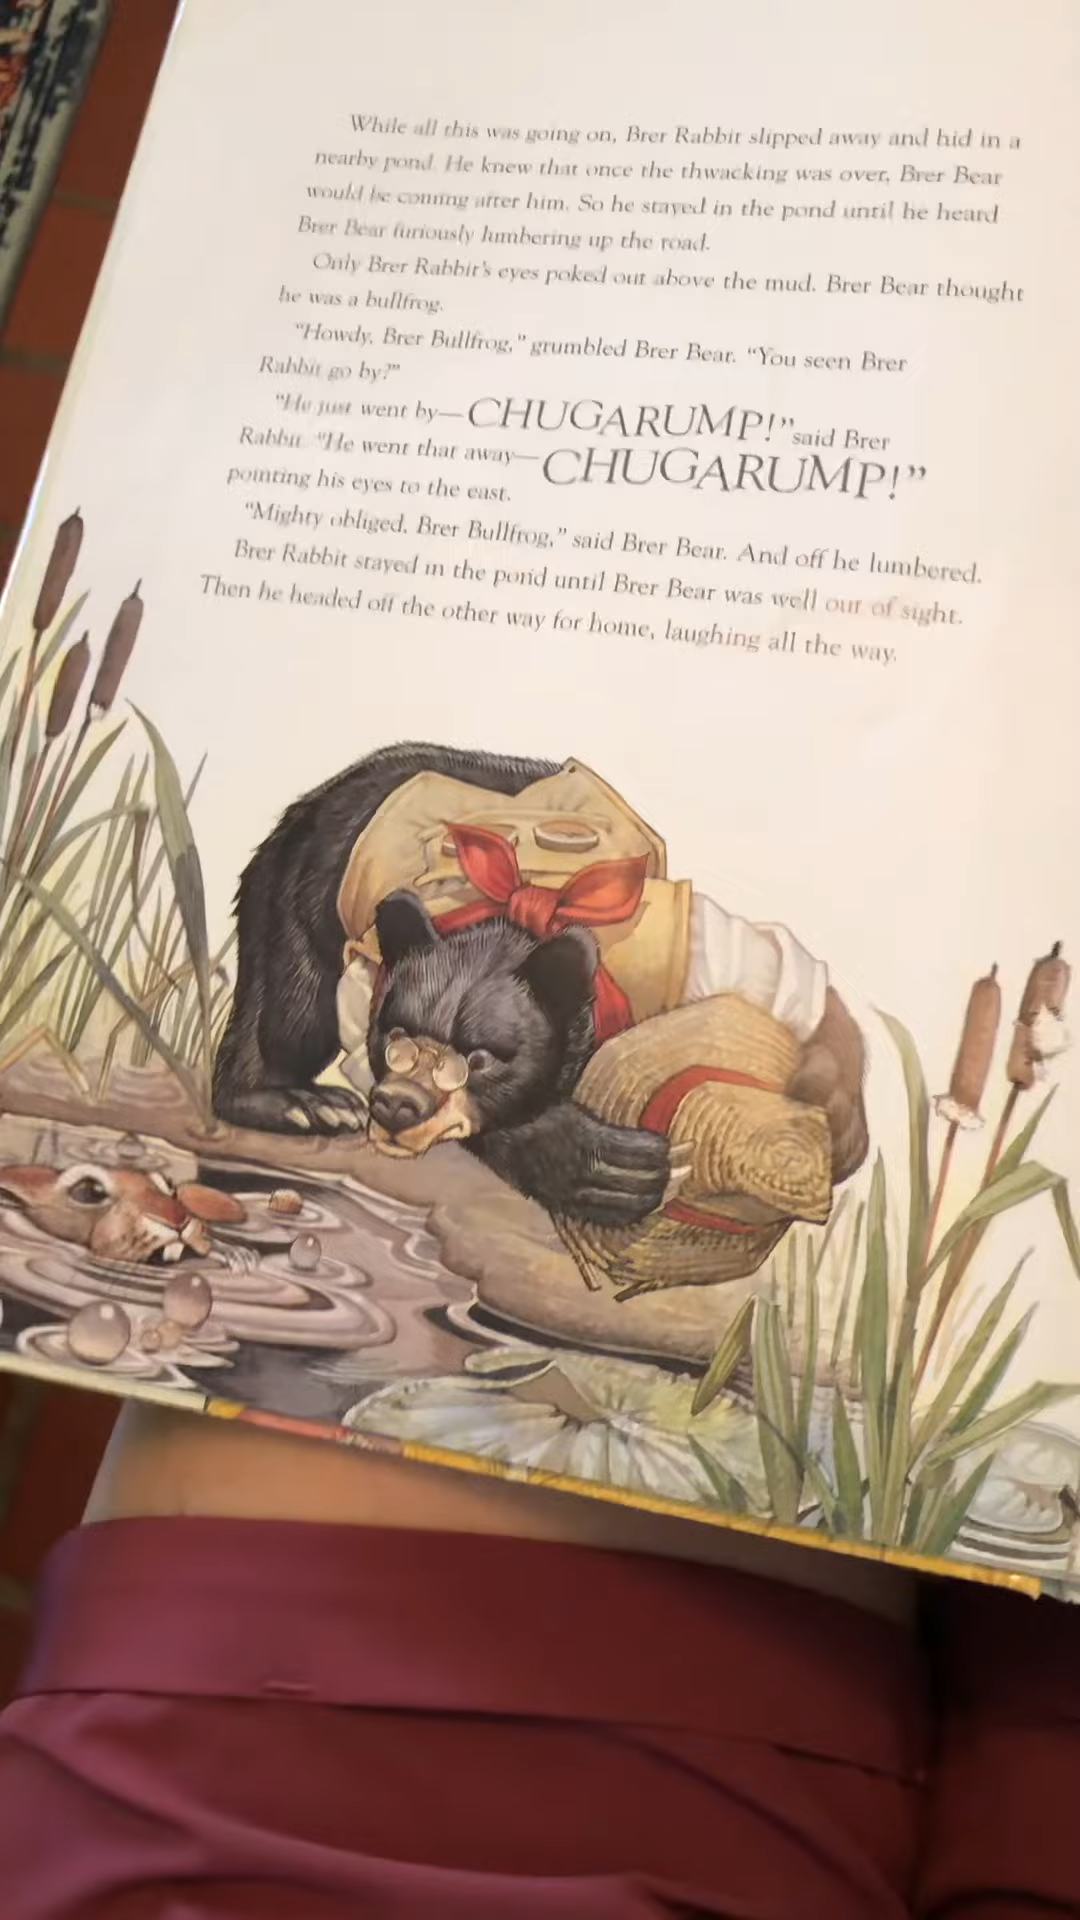 While all this was going on, Brer Rabbit slipped away and hid in a
nearby pond. He knew that once the thwacking was over, Brer Bear
would be coming after him. So he stayed in the pond until he heard
Brer Bear furiously lumbering up the road.
Only Brer Rabbit's eyes poked out above the mud. Brer Bear thought
he was a bullfrog.
"Howdy, Brer Bullfrog," grumbled Brer Bear. "You seen Brer
Rabbit go by?"
"He just went by—CHUGARUMP!" said Brer
Rabbit. "He went that away—CHUGARUMP!"
pointing his eyes to the east.
"Mighty obliged, Brer Bullfrog," said Brer Bear. And off he lumbered.
Brer Rabbit stayed in the pond until Brer Bear was well out of sight.
Then he headed off the other way for home, laughing all the way.